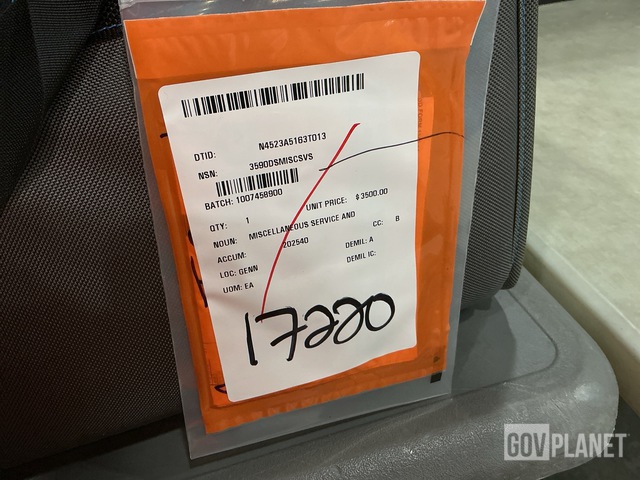 DTID: N4523A5163T013
NSN: 3590DSMISCSVS
BATCH: 1007458900
QTY: 1 UNIT PRICE: $3500.00
NOUN: MISCELLANEOUS SERVICE AND
ACCUM: 202540 CC: B
LOC: GENN DEMIL: A
UOM: EA DEMIL IC:
17220
GOVPLANET